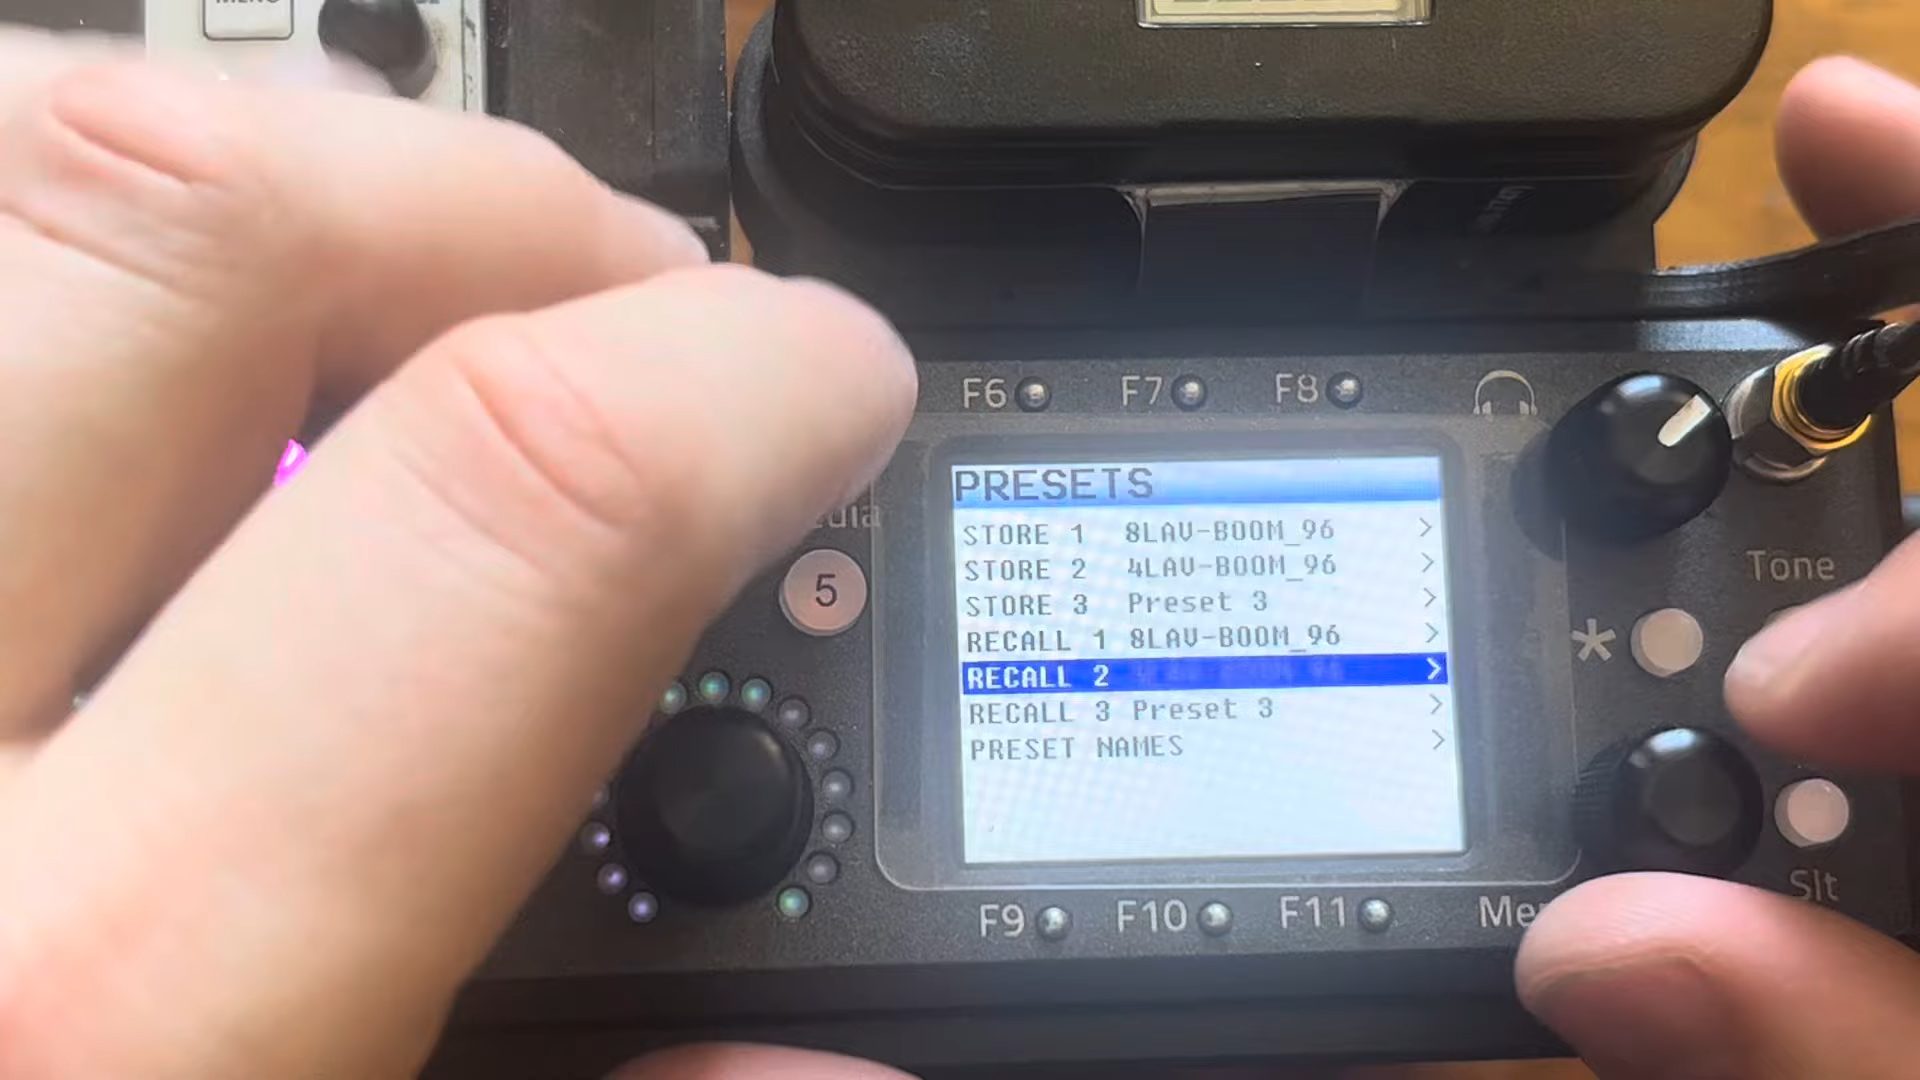 MENU
F6 F7 F8
PRESETS
STORE 1 8LAV-BOOM_96 >
STORE 2 4LAV-BOOM_96 >
STORE 3 Preset 3 >
RECALL 1 8LAV-BOOM_96 >
RECALL 2 >
RECALL 3 Preset 3 >
PRESET NAMES >
5
Tone
*
Slt
F9 F10 F11